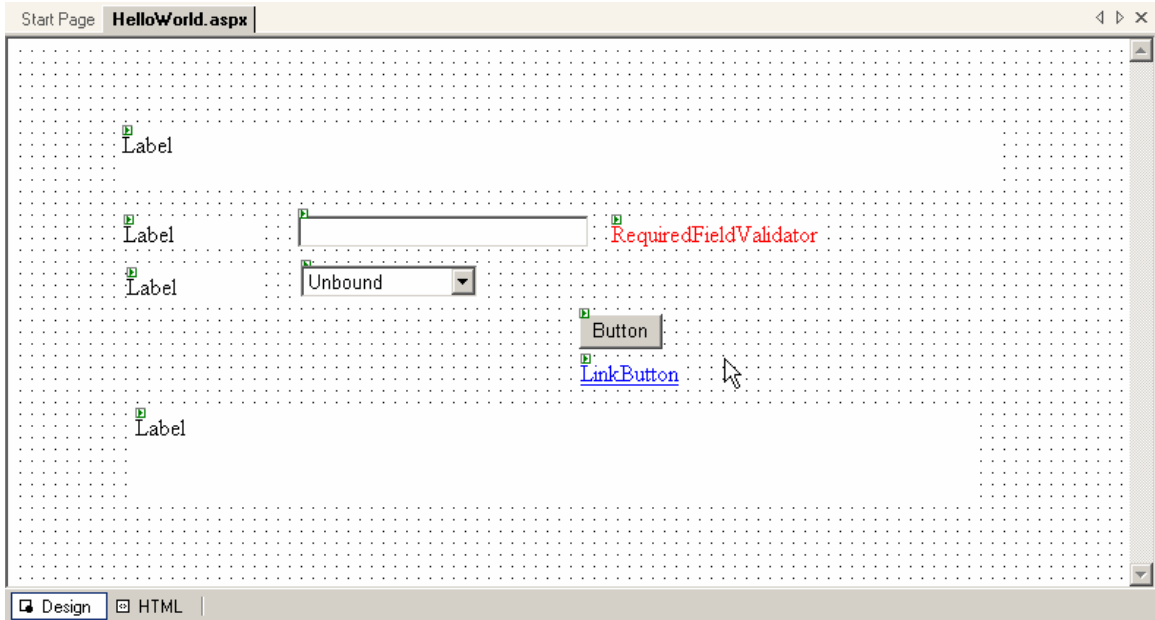 Start Page HelloWorld.aspx
Label
Label RequiredFieldValidator
Label Unbound
Button
LinkButton
Label
Design HTML